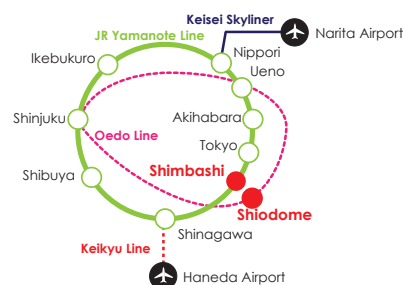 Keisei Skyliner
Narita Airport
JR Yamanote Line
Nippori
Ikebukuro
Ueno
Shinjuku
Akihabara
Oedo Line
Tokyo
Shimbashi
Shibuya
Shiodome
Shinagawa
Keikyu Line
Haneda Airport